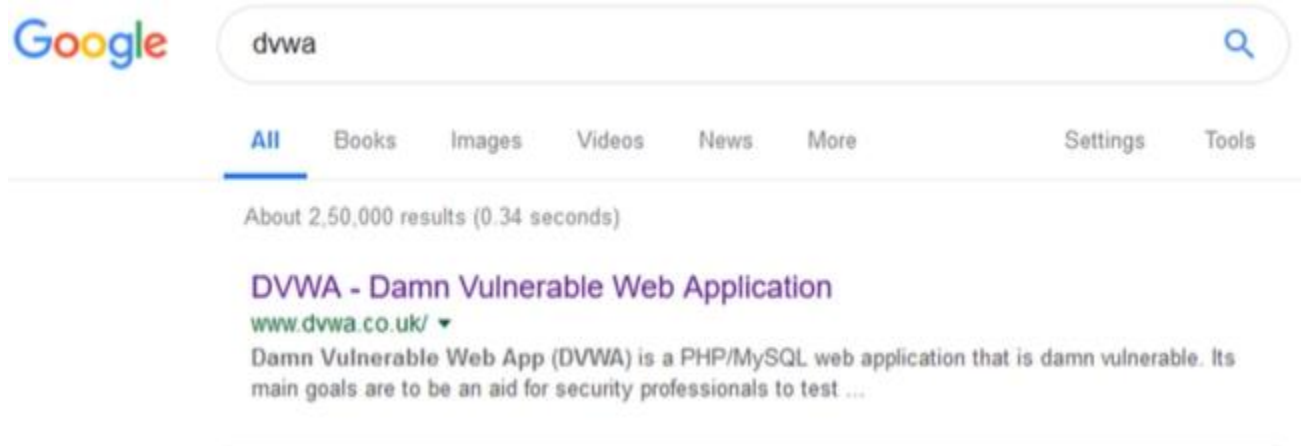 Google dvwa
All Books Images Videos News More Settings Tools
About 2,50,000 results (0.34 seconds)
DVWA - Damn Vulnerable Web Application
www.dvwa.co.uk/
Damn Vulnerable Web App (DVWA) is a PHP/MySQL web application that is damn vulnerable. Its
main goals are to be an aid for security professionals to test ...